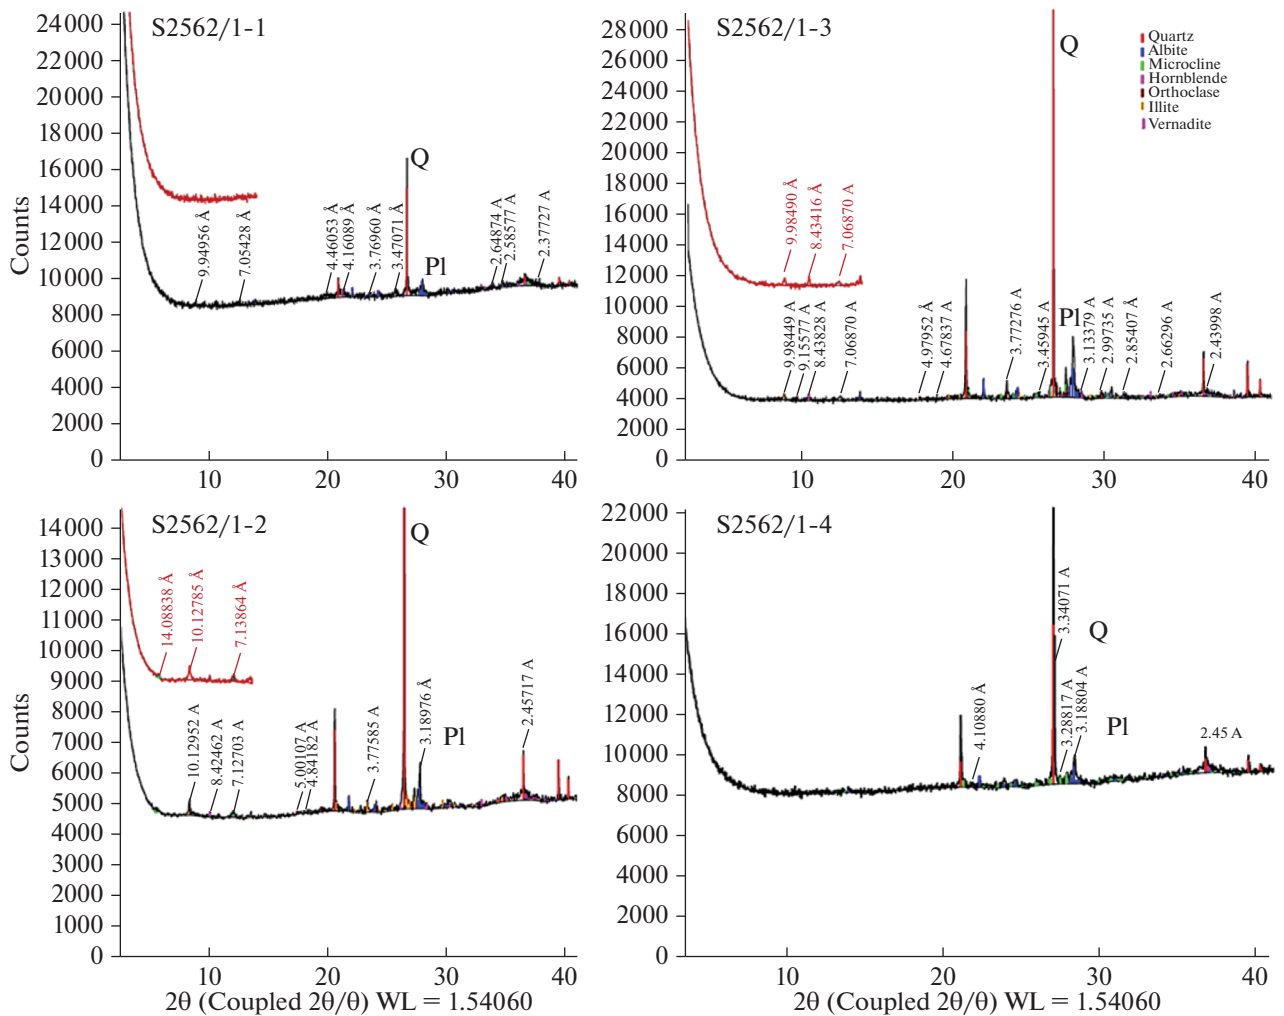 S2562/1-1
Counts
24000
22000
20000
18000
16000
14000
12000
10000
8000
6000
4000
2000
0
9.94956 Å
7.05428 Å
4.46053 Å
4.16089 Å
3.76960 Å
3.47071 Å
Q
Pl
2.64874 A
2.58577 A
2.37727 A
10
20
30
40
S2562/1-3
28000
26000
24000
22000
20000
18000
16000
14000
12000
10000
8000
6000
4000
2000
0
Q
Quartz
Albite
Microcline
Hornblende
Orthoclase
Illite
Vernadite
9.98490 Å
8.43416 Å
7.06870 Å
9.98449 A
9.15577 A
8.43828 A
7.06870 A
4.97952 A
4.67837 A
3.77276 A
3.45945 A
Pl
3.13379 A
2.99735 A
2.85407 Å
2.66296 A
2.43998 A
10
20
30
40
S2562/1-2
Counts
14000
13000
12000
11000
10000
9000
8000
7000
6000
5000
4000
3000
2000
1000
0
14.08838 Å
10.12785 Å
7.13864 Å
10.12952 A
8.42462 A
7.12703 A
5.00107 A
4.84182 A
3.77585 A
Q
3.18976 Å
Pl
2.45717 A
10
20
30
40
2θ (Coupled 2θ/θ) WL = 1.54060
S2562/1-4
22000
20000
18000
16000
14000
12000
10000
8000
6000
4000
2000
0
4.10880 Å
3.34071 A
Q
3.28817 A
3.18804 A
Pl
2.45 A
10
20
30
40
2θ (Coupled 2θ/θ) WL = 1.54060